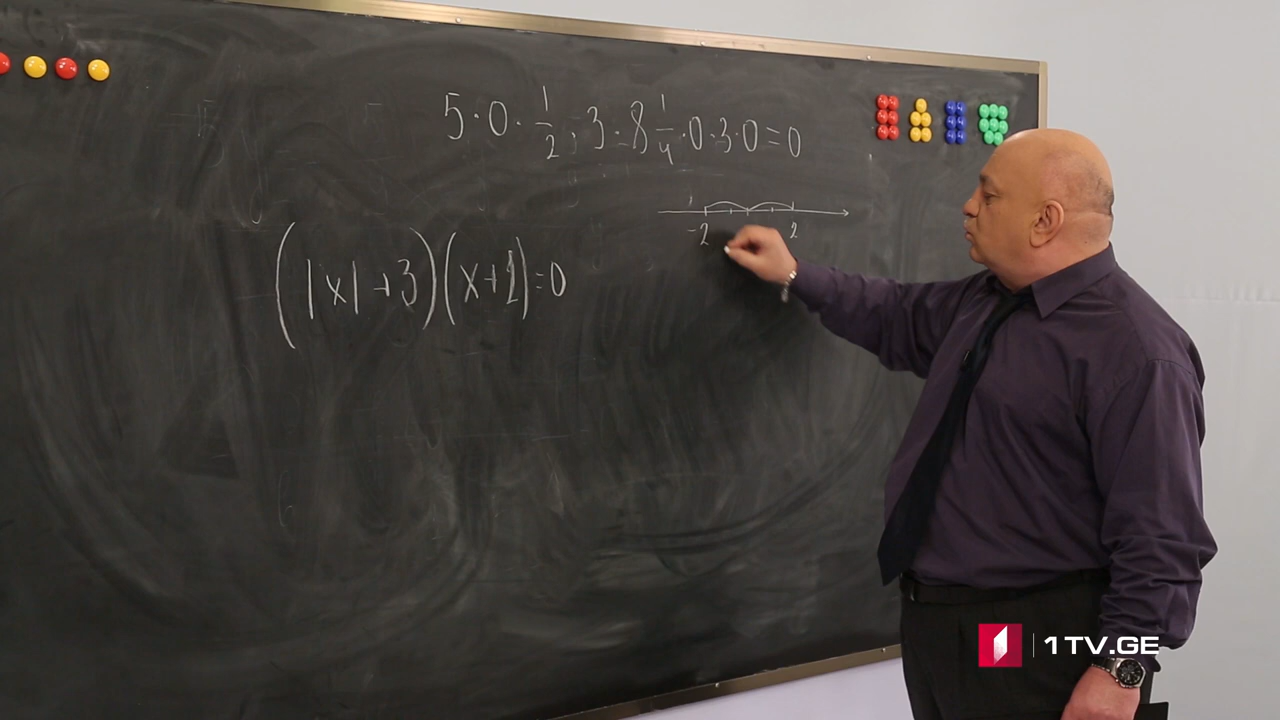 5 · 0 · 1/2 ; 3 · 8 1/4 · 0 · 3 · 0 = 0
-2 2
(|x| + 3)(x + 2) = 0
1TV.GE